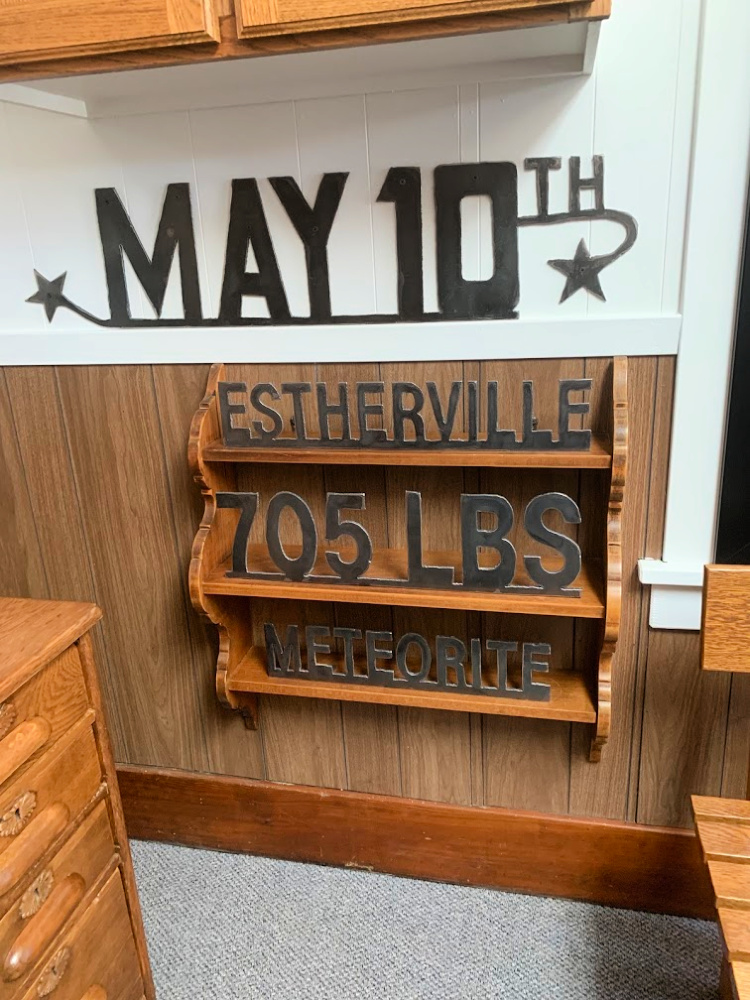 MAY 10TH
ESTHERVILLE
705 LBS
METEORITE